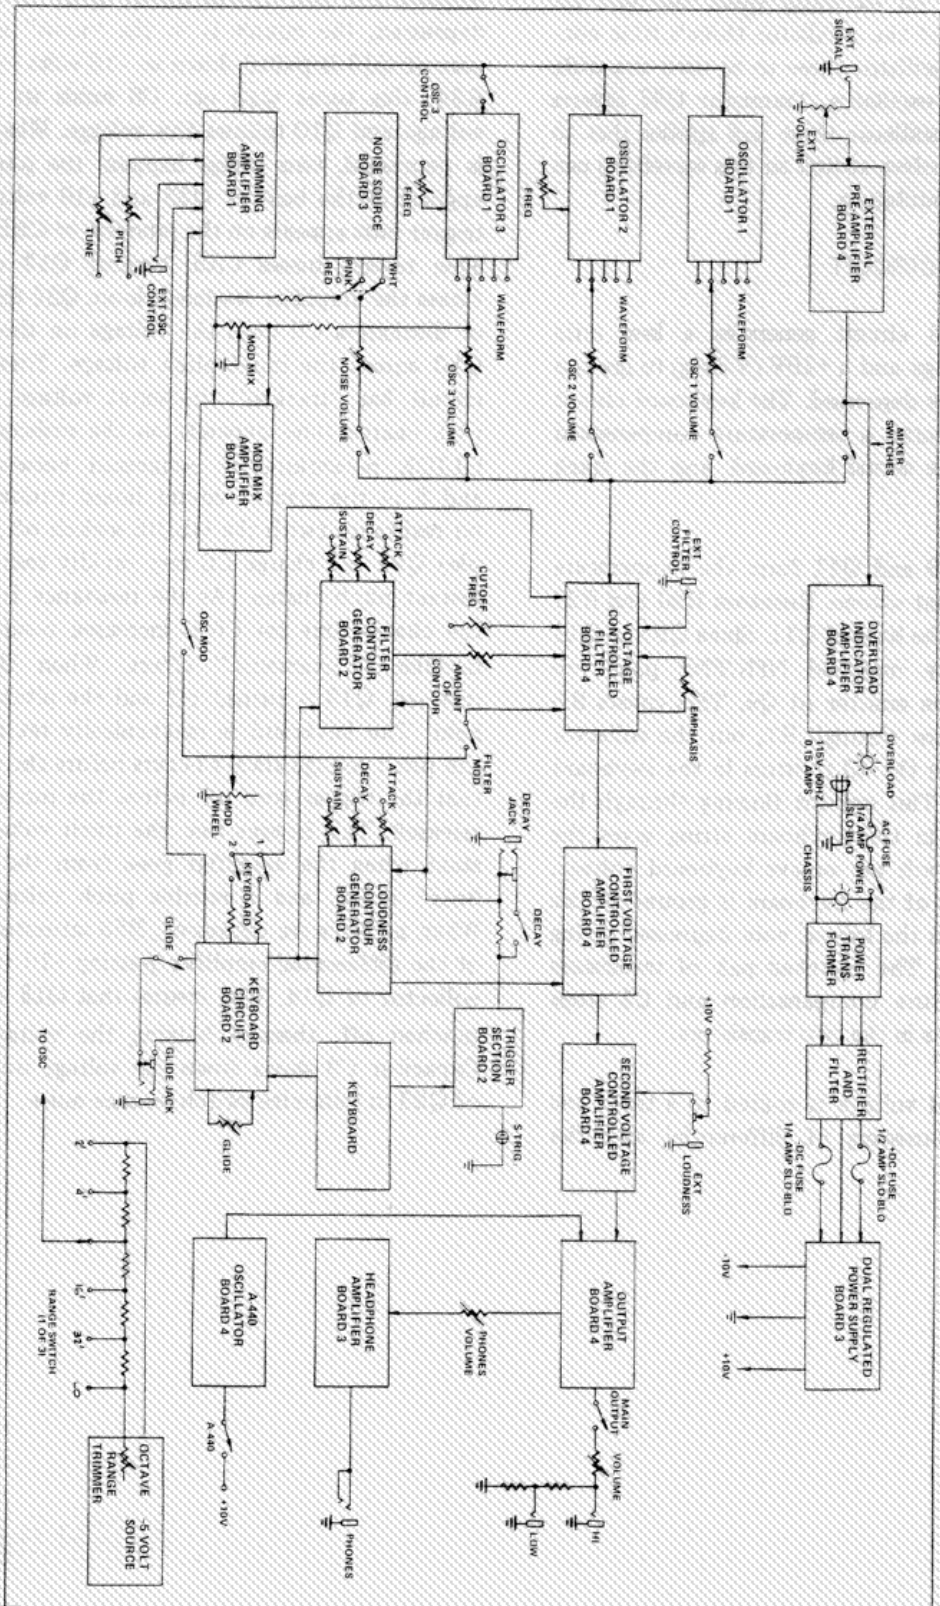 EXT
SIGNAL
EXT
VOLUME
EXTERNAL
PRE-AMPLIFIER
BOARD 4
MIXER
SWITCHES
OVERLOAD
INDICATOR
AMPLIFIER
BOARD 4
OVERLOAD
115V, 60HZ
0.15 AMPS
AC FUSE
1/4 AMP
SLO-BLO
POWER
CHASSIS
POWER
TRANS-
FORMER
RECTIFIER
AND
FILTER
+DC FUSE
1/2 AMP SLO-BLO
-DC FUSE
1/4 AMP SLO-BLO
DUAL REGULATED
POWER SUPPLY
BOARD 3
-10V
+10V
OSCILLATOR 1
BOARD 1
WAVEFORM
OSC 1 VOLUME
EXT
FILTER
CONTROL
EMPHASIS
+10V
EXT
LOUDNESS
OSCILLATOR 2
BOARD 1
FREQ
WAVEFORM
OSC 2 VOLUME
VOLTAGE
CONTROLLED
FILTER
BOARD 4
FIRST VOLTAGE
CONTROLLED
AMPLIFIER
BOARD 4
SECOND VOLTAGE
CONTROLLED
AMPLIFIER
BOARD 4
OUTPUT
AMPLIFIER
BOARD 4
MAIN
OUTPUT
VOLUME
HI
LOW
OSC 3
CONTROL
OSCILLATOR 3
BOARD 1
FREQ
WAVEFORM
OSC 3 VOLUME
CUTOFF
FREQ
AMOUNT
OF
CONTOUR
FILTER
MOD
DECAY
JACK
DECAY
TRIGGER
SECTION
BOARD 2
S-TRIG
PHONES
VOLUME
NOISE SOURCE
BOARD 3
WHT
PINK
RED
NOISE VOLUME
ATTACK
DECAY
SUSTAIN
FILTER
CONTOUR
GENERATOR
BOARD 2
ATTACK
DECAY
SUSTAIN
LOUDNESS
CONTOUR
GENERATOR
BOARD 2
KEYBOARD
HEADPHONE
AMPLIFIER
BOARD 3
PHONES
SUMMING
AMPLIFIER
BOARD 1
TUNE
PITCH
EXT OSC
CONTROL
MOD MIX
MOD MIX
AMPLIFIER
BOARD 3
OSC MOD
MOD
WHEEL
1
2
KEYBOARD
KEYBOARD
CIRCUIT
BOARD 2
GLIDE
GLIDE
GLIDE JACK
A-440
OSCILLATOR
BOARD 4
A-440
+10V
TO OSC
2'
4'
16'
32'
LO
RANGE SWITCH
(1 OF 3)
OCTAVE
RANGE
TRIMMER
-5 VOLT
SOURCE